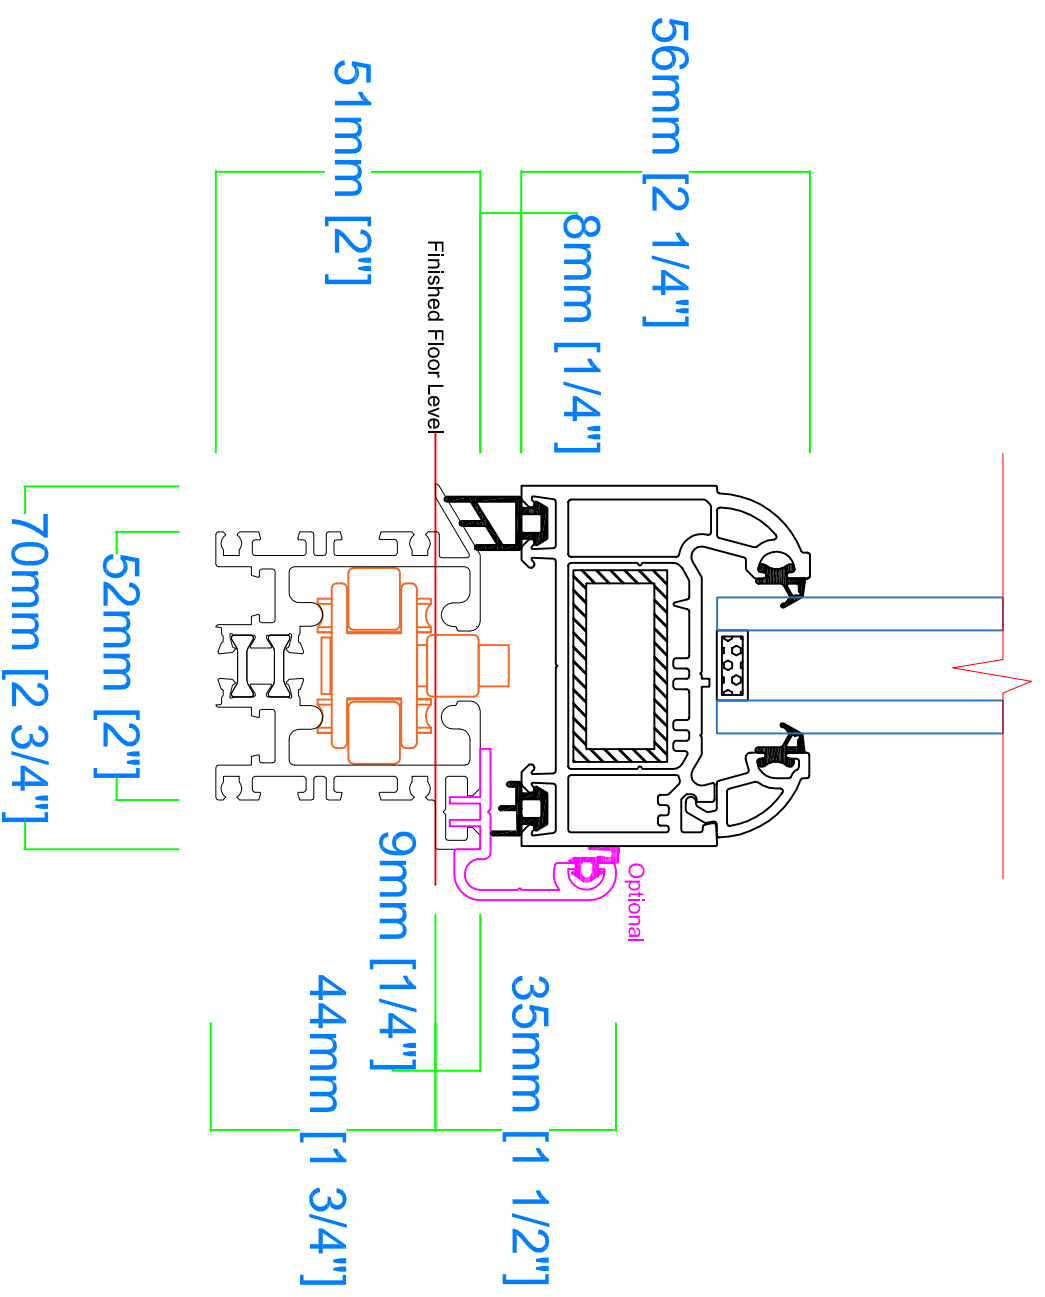 56mm [2 1/4"]
8mm [1/4"]
51mm [2"]
Finished Floor Level
70mm [2 3/4"]
52mm [2"]
Optional
9mm [1/4"]
35mm [1 1/2"]
44mm [1 3/4"]